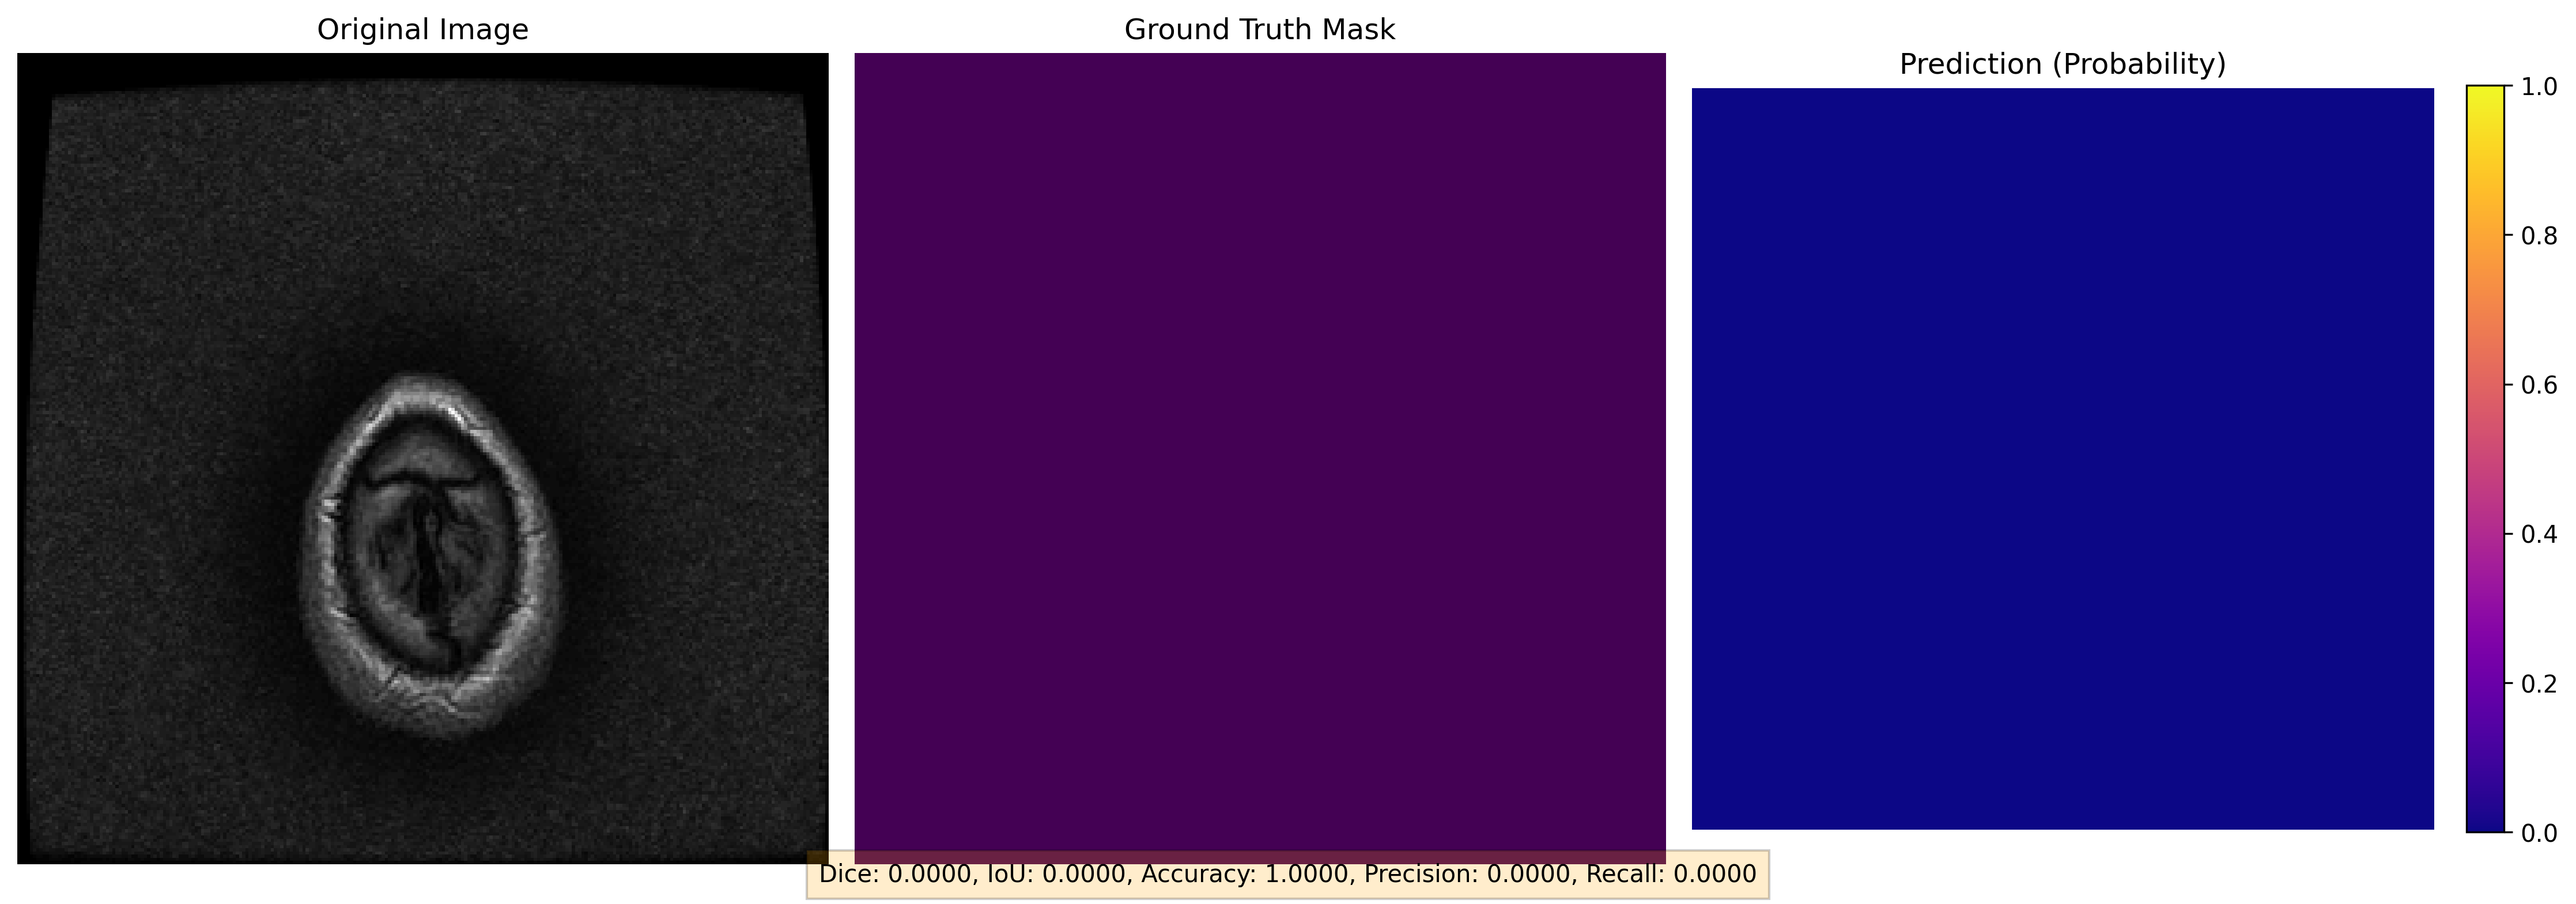 Original Image
Ground Truth Mask
Prediction (Probability)
1.0
0.8
0.6
0.4
0.2
0.0
Dice: 0.0000, IoU: 0.0000, Accuracy: 1.0000, Precision: 0.0000, Recall: 0.0000